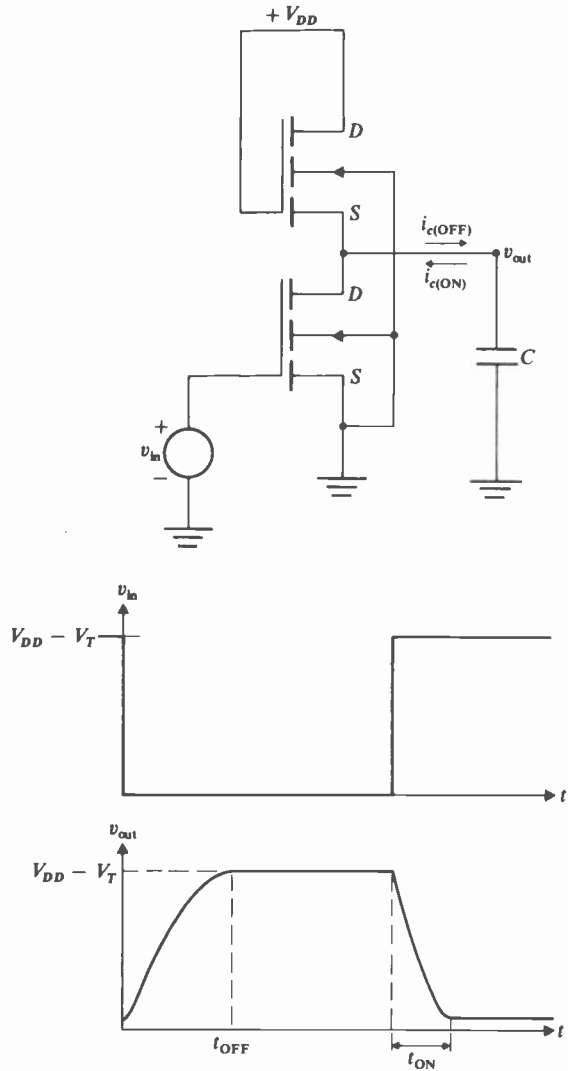 + V_DD
D
S
i_c(OFF)
i_c(ON)
v_out
D
S
C
+
v_in
−
v_in
V_DD − V_T
t
v_out
V_DD − V_T
t_OFF
t_ON
t